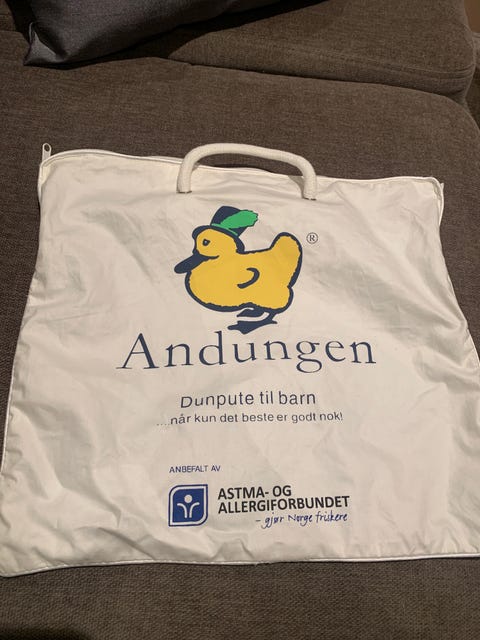 ®
Andungen
Dunpute til barn
....når kun det beste er godt nok!
ANBEFALT AV
ASTMA- OG
ALLERGIFORBUNDET
- gjør Norge friskere